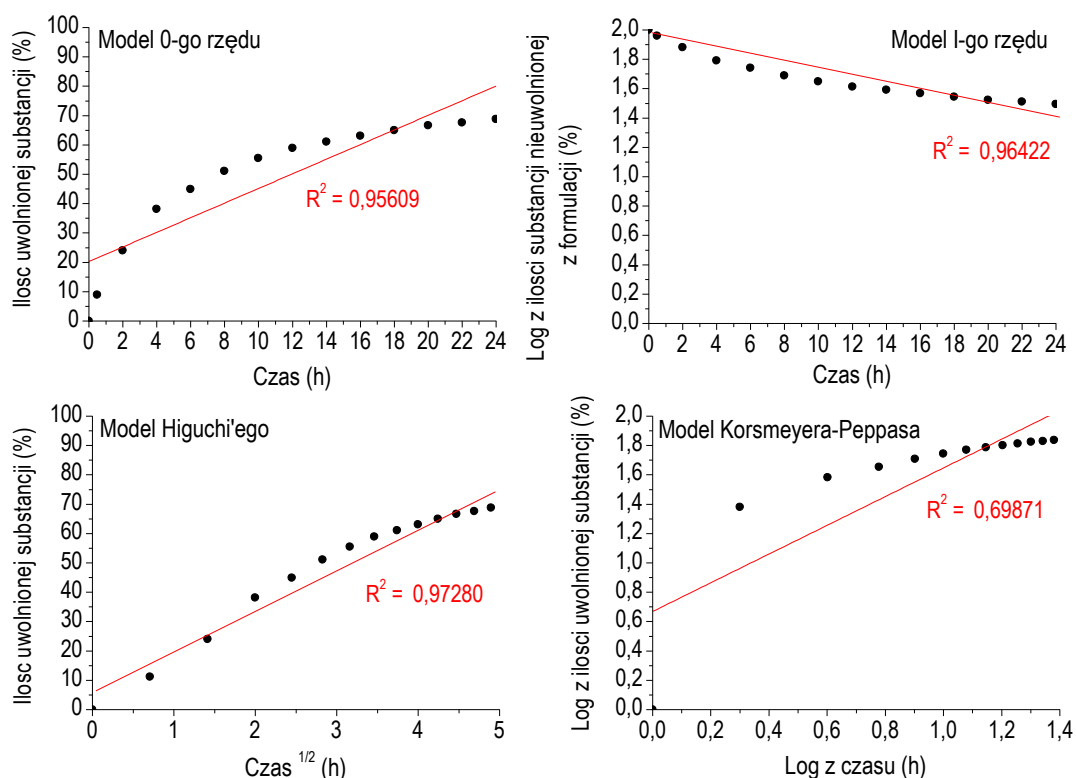 Model 0-go rzędu
Ilosc uwolnionej substancji (%)
100
90
80
70
60
50
40
30
20
10
0
R² = 0,95609
0 2 4 6 8 10 12 14 16 18 20 22 24
Czas (h)
Model I-go rzędu
Log z ilosci substancji nieuwolnionej
z formulacji (%)
2,0
1,8
1,6
1,4
1,2
1,0
0,8
0,6
0,4
0,2
0,0
R² = 0,96422
0 2 4 6 8 10 12 14 16 18 20 22 24
Czas (h)
Model Higuchi'ego
Ilosc uwolnionej substancji (%)
100
90
80
70
60
50
40
30
20
10
0
R² = 0,97280
0 1 2 3 4 5
Czas ¹/² (h)
Model Korsmeyera-Peppasa
Log z ilosci uwolnionej substancji (%)
2,0
1,8
1,6
1,4
1,2
1,0
0,8
0,6
0,4
0,2
0,0
R² = 0,69871
0,0 0,2 0,4 0,6 0,8 1,0 1,2 1,4
Log z czasu (h)